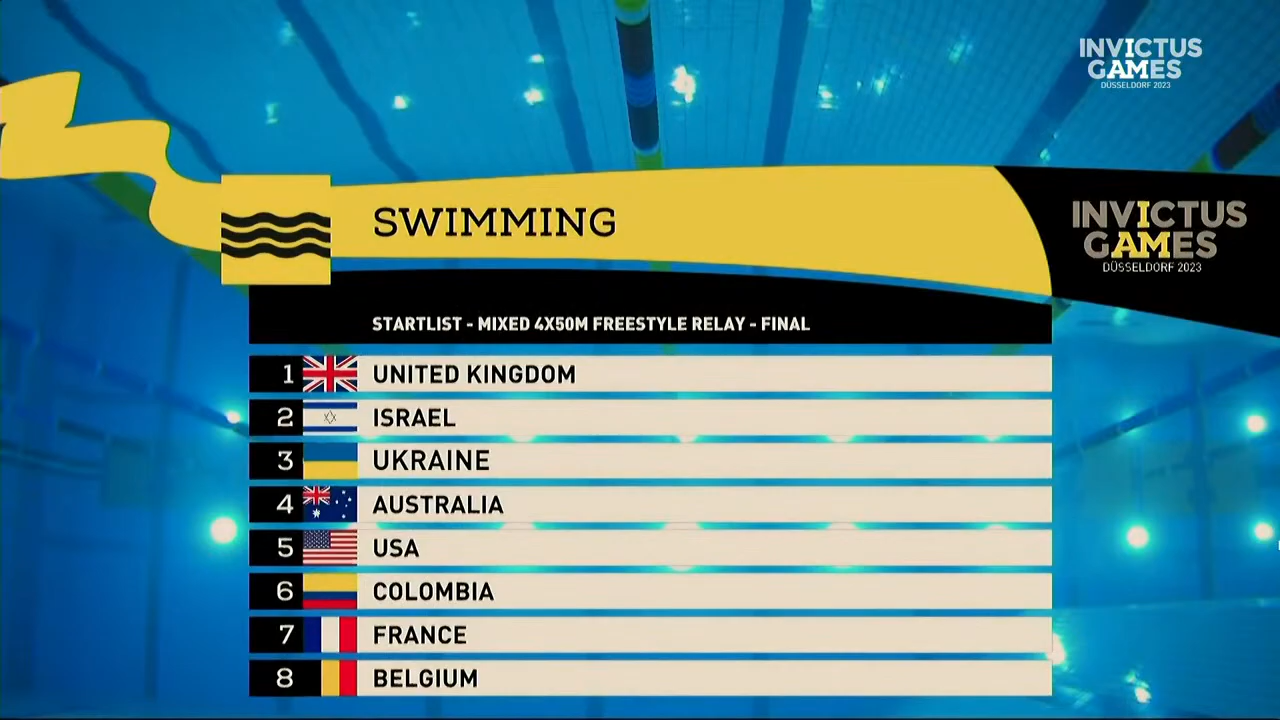 INVICTUS
GAMES
DÜSSELDORF 2023
SWIMMING
INVICTUS
GAMES
DÜSSELDORF 2023
STARTLIST - MIXED 4X50M FREESTYLE RELAY - FINAL
1 UNITED KINGDOM
2 ISRAEL
3 UKRAINE
4 AUSTRALIA
5 USA
6 COLOMBIA
7 FRANCE
8 BELGIUM